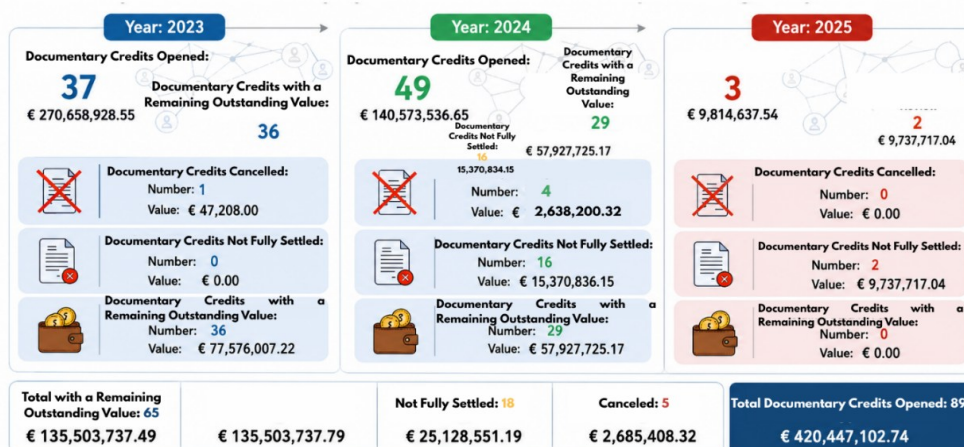 Year: 2023
Documentary Credits Opened:
37
€ 270,658,928.55
Documentary Credits with a
Remaining Outstanding Value:
36
Documentary Credits Cancelled:
Number: 1
Value: € 47,208.00
Documentary Credits Not Fully Settled:
Number: 0
Value: € 0.00
Documentary Credits with a
Remaining Outstanding Value:
Number: 36
Value: € 77,576,007.22
Year: 2024
Documentary Credits Opened:
49
€ 140,573,536.65
Documentary
Credits with a
Remaining
Outstanding
Value:
29
€ 57,927,725.17
Documentary
Credits Not Fully
Settled:
16
15,370,834.15
Number: 4
Value: € 2,638,200.32
Documentary Credits Not Fully Settled:
Number: 16
Value: € 15,370,836.15
Documentary Credits with a
Remaining Outstanding Value:
Number: 29
Value: € 57,927,725.17
Year: 2025
3
€ 9,814,637.54
2
€ 9,737,717.04
Documentary Credits Cancelled:
Number: 0
Value: € 0.00
Documentary Credits Not Fully Settled:
Number: 2
Value: € 9,737,717.04
Documentary Credits with a
Remaining Outstanding Value:
Number: 0
Value: € 0.00
Total with a Remaining
Outstanding Value: 65
€ 135,503,737.49
€ 135,503,737.79
Not Fully Settled: 18
€ 25,128,551.19
Canceled: 5
€ 2,685,408.32
Total Documentary Credits Opened: 89
€ 420,447,102.74